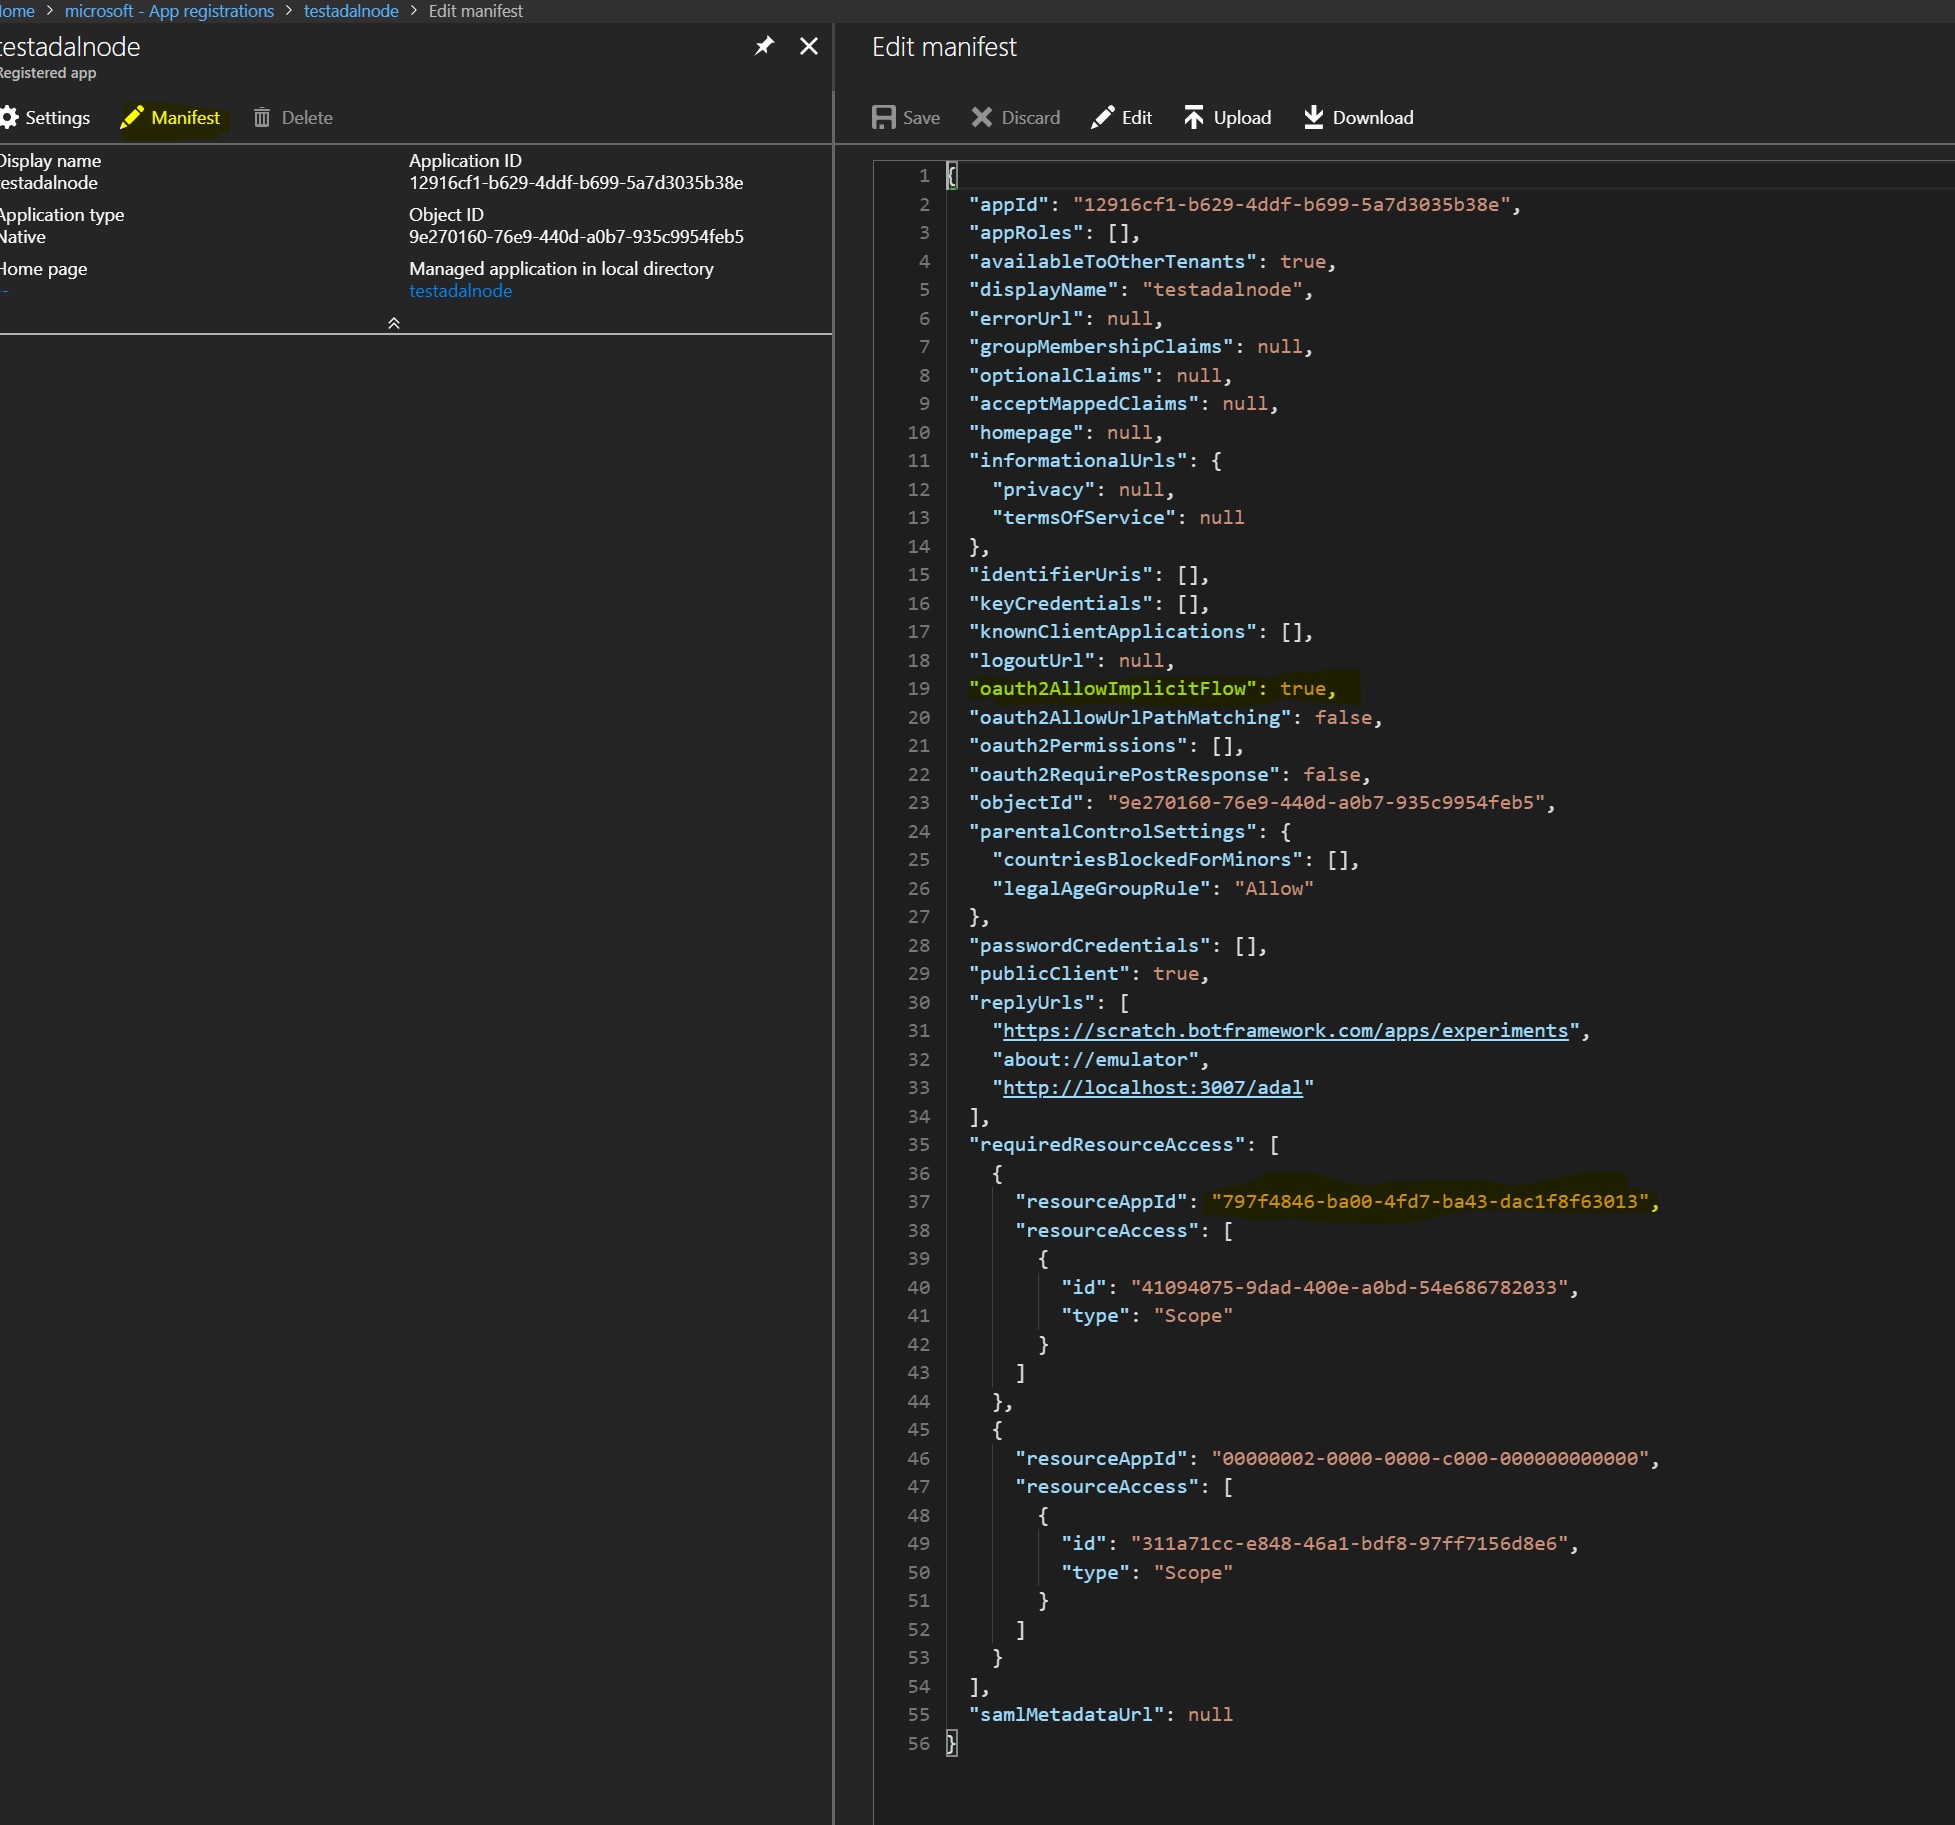 ome > microsoft - App registrations > testadalnode > Edit manifest
testadalnode
Registered app
Settings Manifest Delete
Display name
testadalnode
Application type
Native
Home page
--
Application ID
12916cf1-b629-4ddf-b699-5a7d3035b38e
Object ID
9e270160-76e9-440d-a0b7-935c9954feb5
Managed application in local directory
testadalnode
Edit manifest
Save Discard Edit Upload Download
1 {
2 "appId": "12916cf1-b629-4ddf-b699-5a7d3035b38e",
3 "appRoles": [],
4 "availableToOtherTenants": true,
5 "displayName": "testadalnode",
6 "errorUrl": null,
7 "groupMembershipClaims": null,
8 "optionalClaims": null,
9 "acceptMappedClaims": null,
10 "homepage": null,
11 "informationalUrls": {
12 "privacy": null,
13 "termsOfService": null
14 },
15 "identifierUris": [],
16 "keyCredentials": [],
17 "knownClientApplications": [],
18 "logoutUrl": null,
19 "oauth2AllowImplicitFlow": true,
20 "oauth2AllowUrlPathMatching": false,
21 "oauth2Permissions": [],
22 "oauth2RequirePostResponse": false,
23 "objectId": "9e270160-76e9-440d-a0b7-935c9954feb5",
24 "parentalControlSettings": {
25 "countriesBlockedForMinors": [],
26 "legalAgeGroupRule": "Allow"
27 },
28 "passwordCredentials": [],
29 "publicClient": true,
30 "replyUrls": [
31 "https://scratch.botframework.com/apps/experiments",
32 "about://emulator",
33 "http://localhost:3007/adal"
34 ],
35 "requiredResourceAccess": [
36 {
37 "resourceAppId": "797f4846-ba00-4fd7-ba43-dac1f8f63013",
38 "resourceAccess": [
39 {
40 "id": "41094075-9dad-400e-a0bd-54e686782033",
41 "type": "Scope"
42 }
43 ]
44 },
45 {
46 "resourceAppId": "00000002-0000-0000-c000-000000000000",
47 "resourceAccess": [
48 {
49 "id": "311a71cc-e848-46a1-bdf8-97ff7156d8e6",
50 "type": "Scope"
51 }
52 ]
53 }
54 ],
55 "samlMetadataUrl": null
56 }